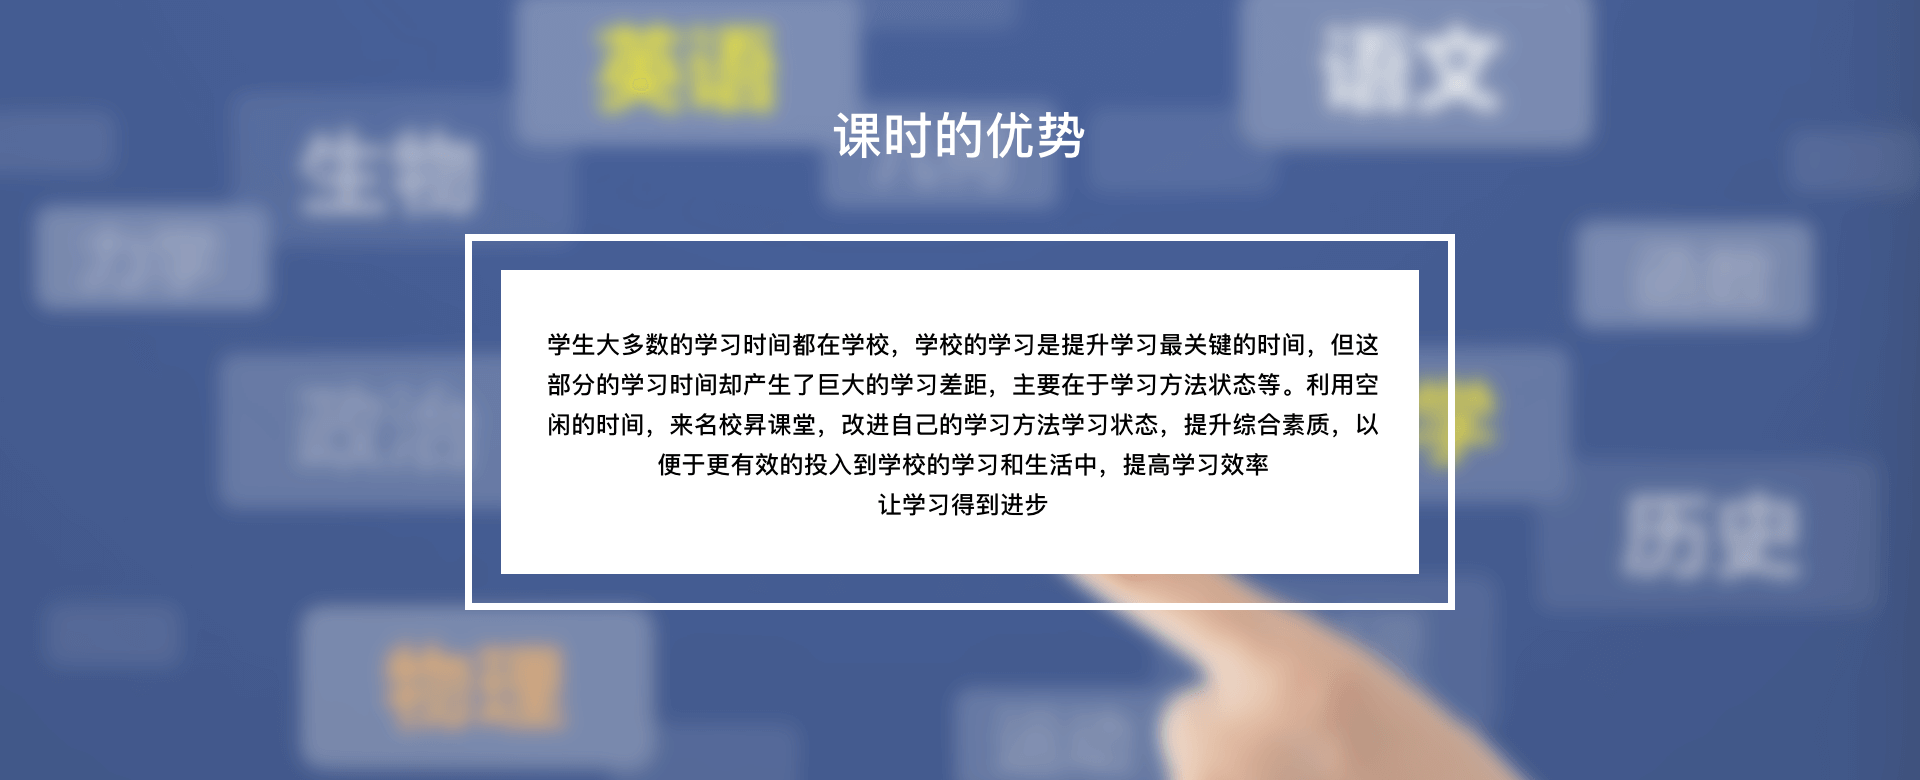 英语
语文
课时的优势
生物
力学
函数
学生大多数的学习时间都在学校，学校的学习是提升学习最关键的时间，但这
部分的学习时间却产生了巨大的学习差距，主要在于学习方法状态等。利用空
闲的时间，来名校昇课堂，改进自己的学习方法学习状态，提升综合素质，以
便于更有效的投入到学校的学习和生活中，提高学习效率
让学习得到进步
政治
学
历史
物理